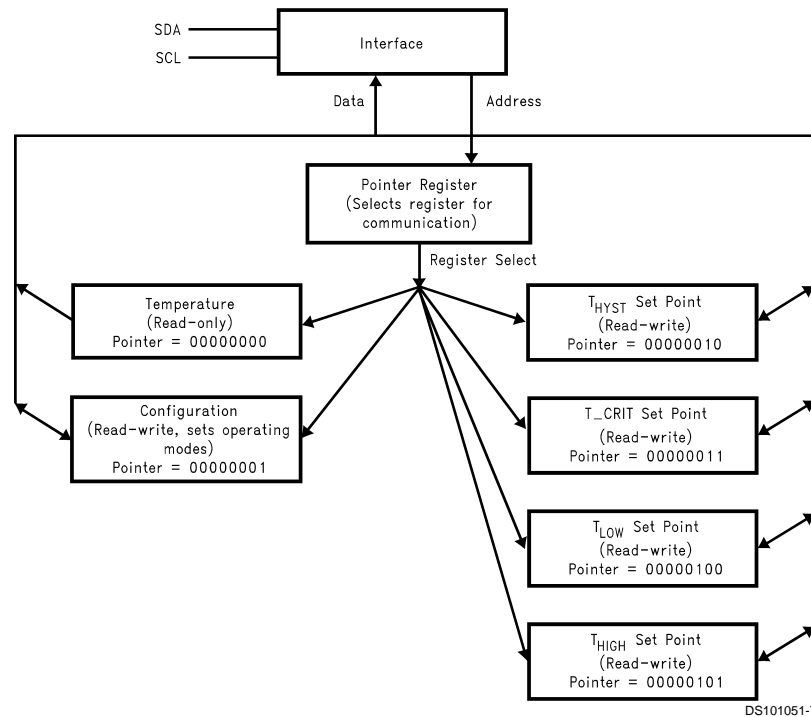 SDA
SCL
Interface
Data
Address
Pointer Register
(Selects register for
communication)
Register Select
Temperature
(Read-only)
Pointer = 00000000
Configuration
(Read-write, sets operating
modes)
Pointer = 00000001
THYST Set Point
(Read-write)
Pointer = 00000010
T_CRIT Set Point
(Read-write)
Pointer = 00000011
TLOW Set Point
(Read-write)
Pointer = 00000100
THIGH Set Point
(Read-write)
Pointer = 00000101